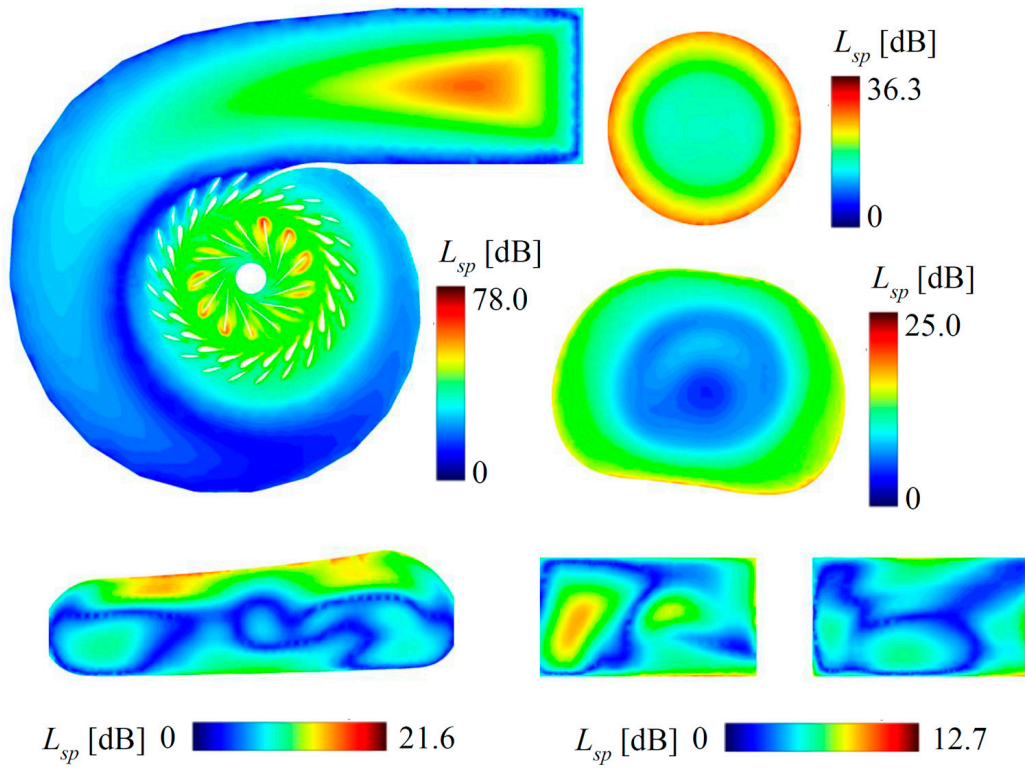 L_sp [dB]
36.3
0
L_sp [dB]
78.0
0
L_sp [dB]
25.0
0
L_sp [dB] 0 21.6
L_sp [dB] 0 12.7